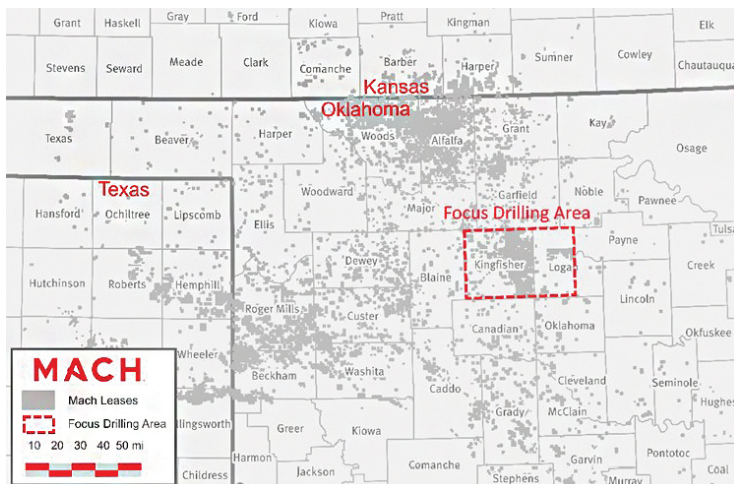 Grant
Haskell
Gray
Ford
Kiowa
Pratt
Kingman
Elk
Stevens
Seward
Meade
Clark
Comanche
Barber
Harper
Sumner
Cowley
Chautauqua
Kansas
Oklahoma
Texas
Beaver
Harper
Woods
Alfalfa
Grant
Kay
Osage
Texas
Woodward
Garfield
Noble
Pawnee
Hansford
Ochiltree
Lipscomb
Ellis
Major
Focus Drilling Area
Tulsa
Dewey
Blaine
Kingfisher
Loga
Payne
Creek
Hutchinson
Roberts
Hemphill
Roger Mills
Custer
Lincoln
Canadian
Oklahoma
Okfuskee
Wheeler
Beckham
Washita
Caddo
Cleveland
Seminole
Hughes
Grady
McClain
MACH
Mach Leases
Focus Drilling Area
10 20 30 40 50 mi
llingsworth
Greer
Kiowa
Harmon
Jackson
Comanche
Stephens
Garvin
Pontotoc
Coal
Murray
Childress